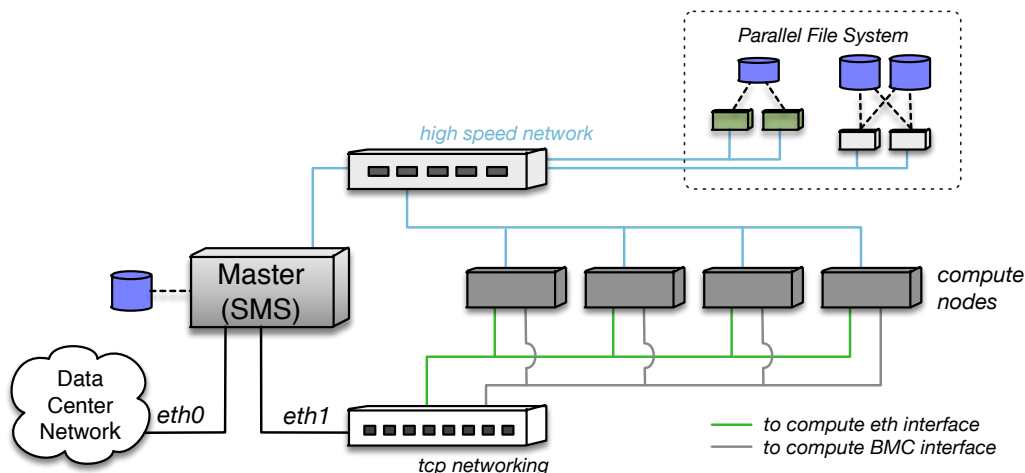 Parallel File System
high speed network
Master
(SMS)
compute
nodes
Data
Center
Network
eth0
eth1
to compute eth interface
to compute BMC interface
tcp networking